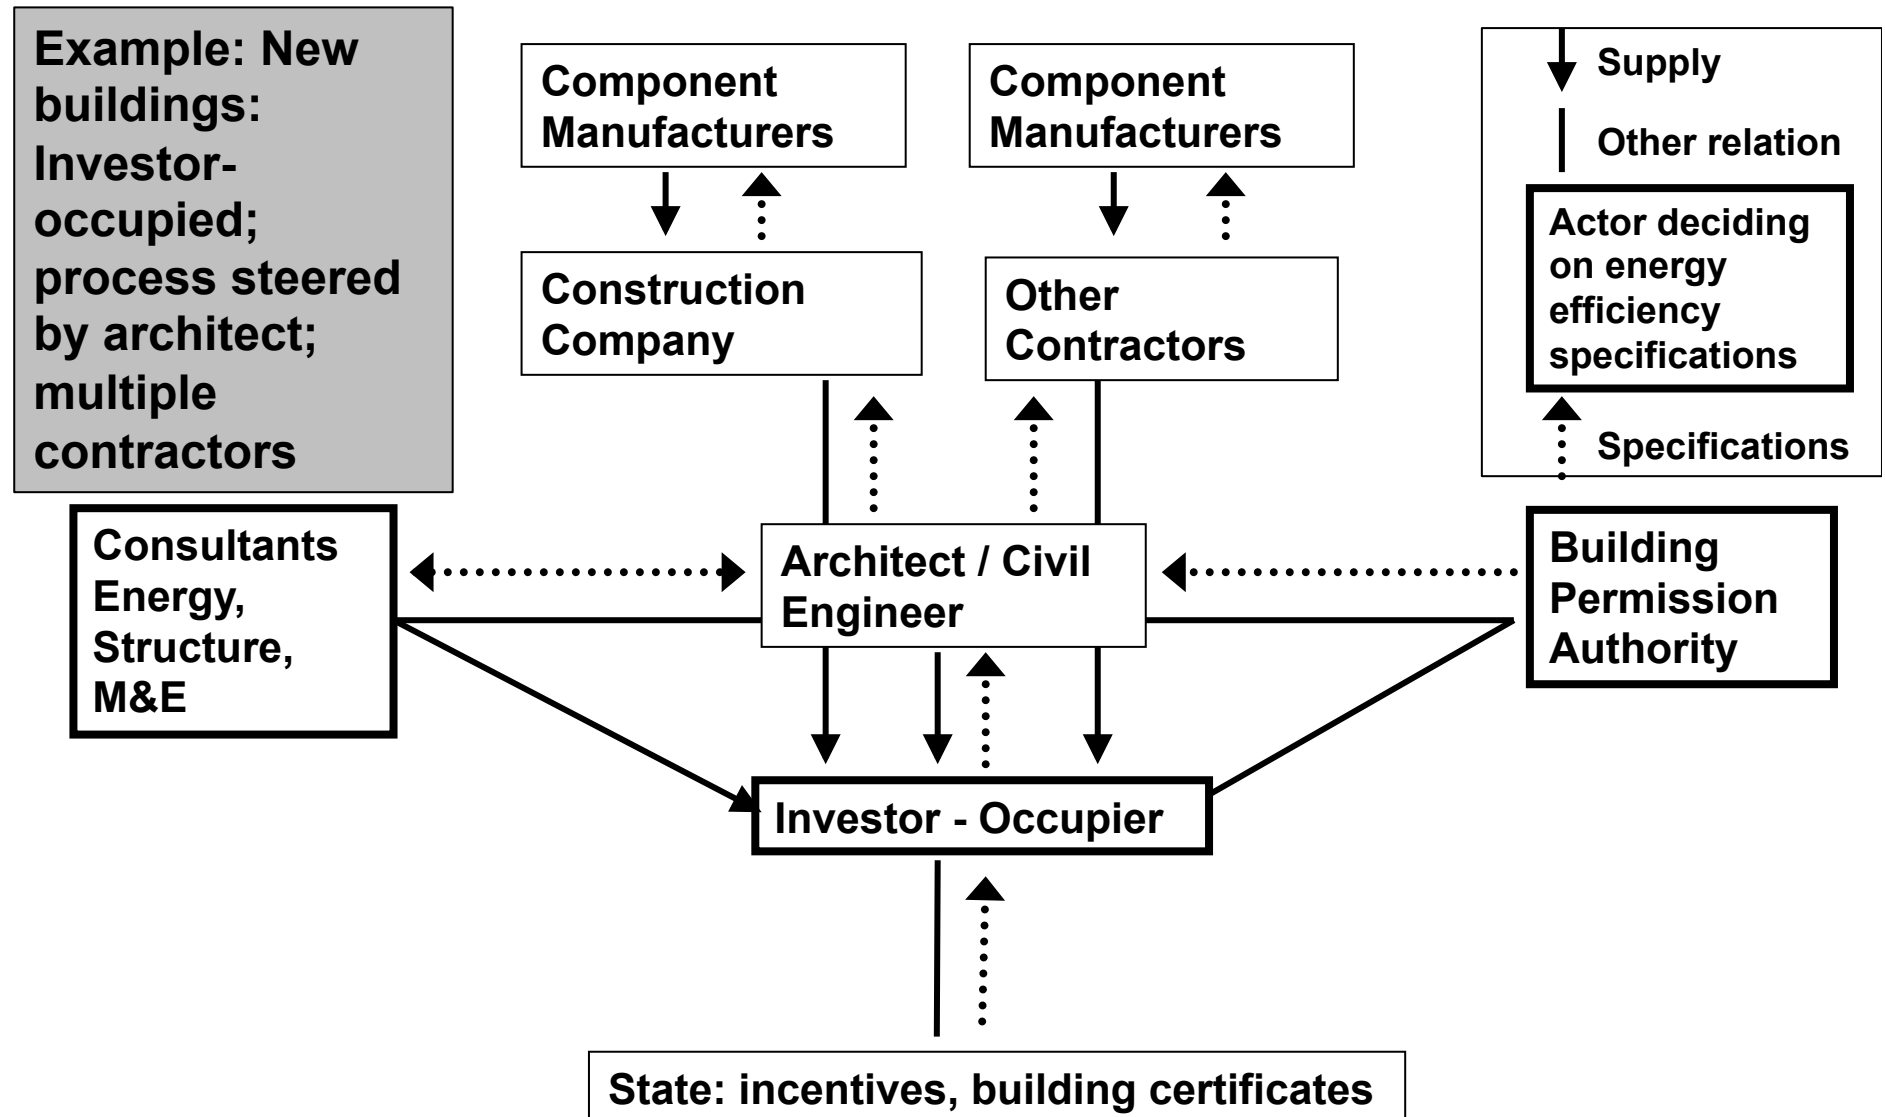 Example: New
buildings:
Investor-
occupied;
process steered
by architect;
multiple
contractors
Component
Manufacturers
Component
Manufacturers
Supply
Other relation
Actor deciding
on energy
efficiency
specifications
Specifications
Construction
Company
Other
Contractors
Consultants
Energy,
Structure,
M&E
Architect / Civil
Engineer
Building
Permission
Authority
Investor - Occupier
State: incentives, building certificates